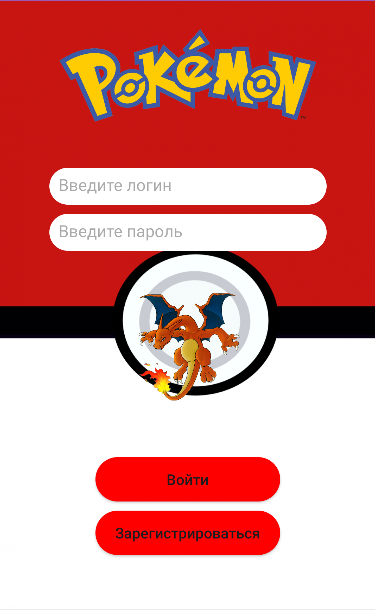 POKéMON
Введите логин
Введите пароль
Войти
Зарегистрироваться